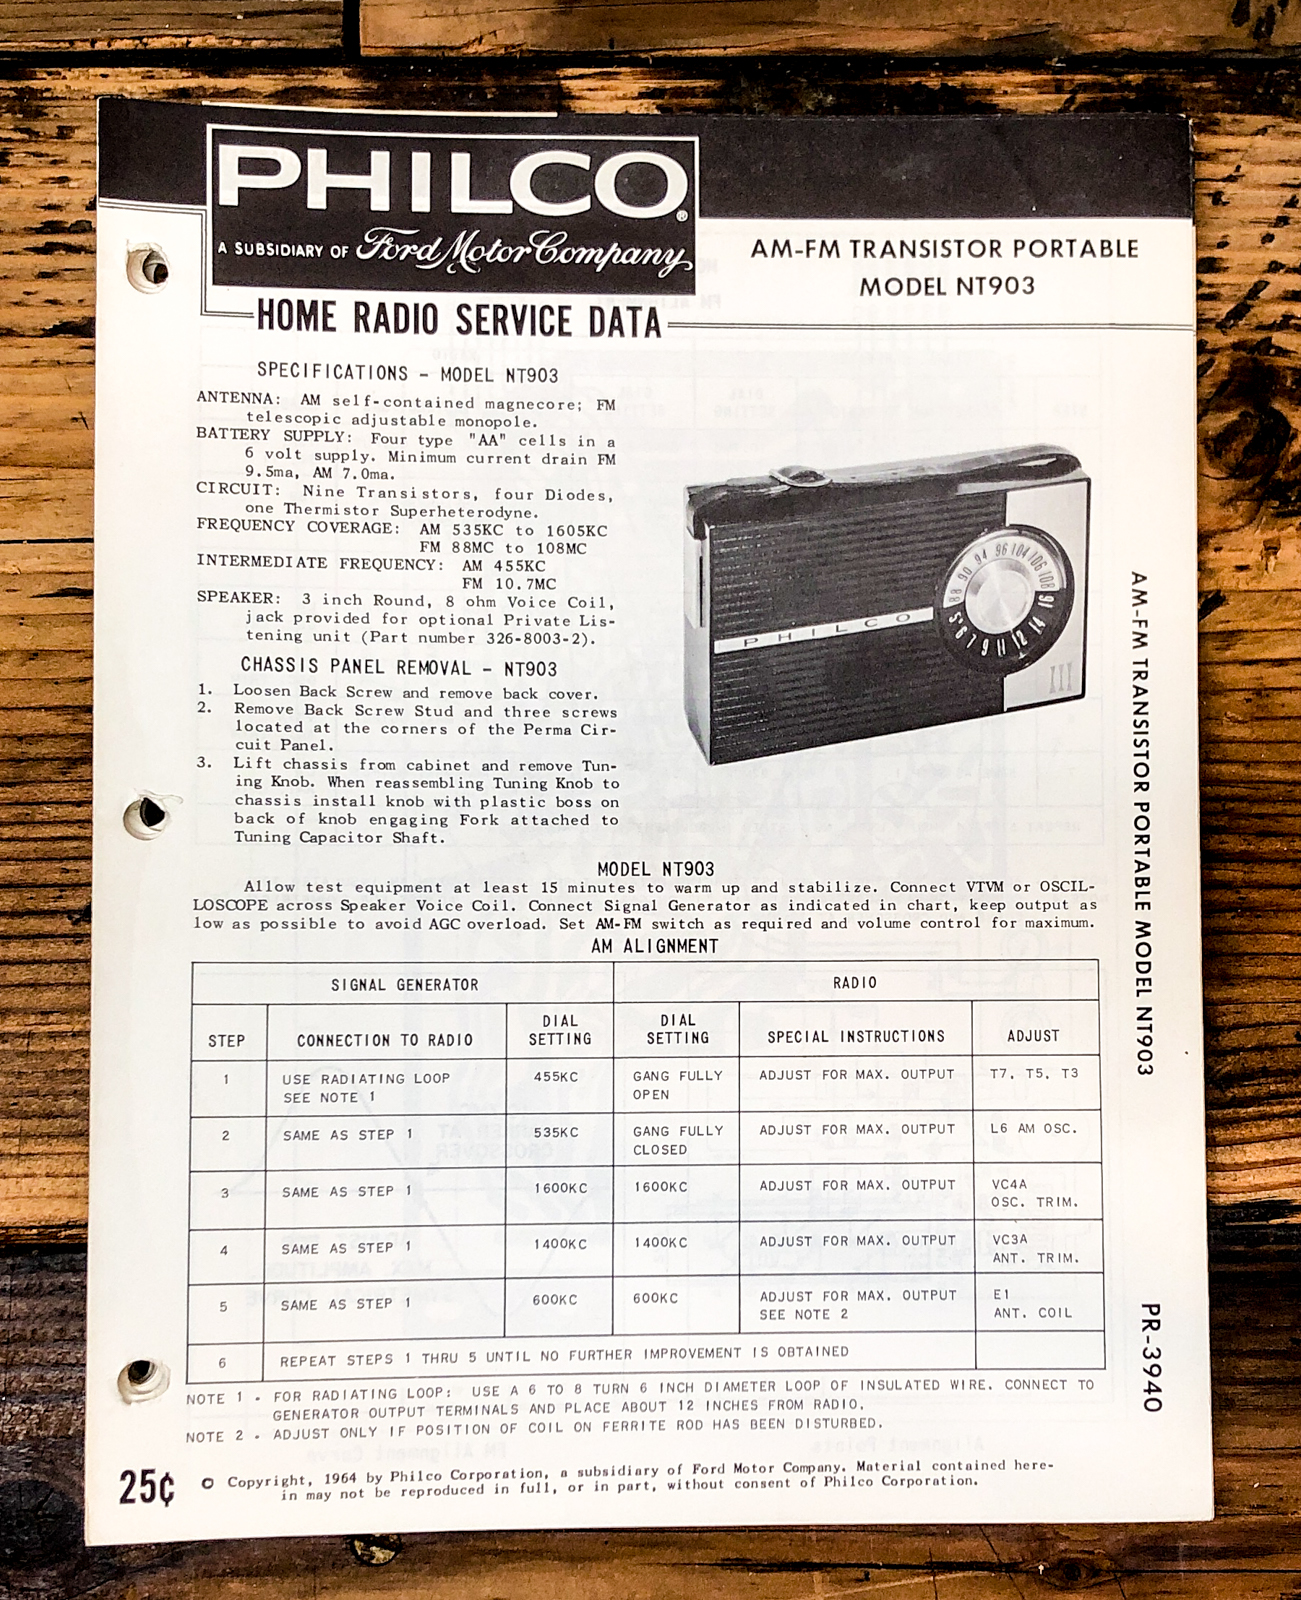 PHILCO®
A SUBSIDIARY OF Ford Motor Company
AM-FM TRANSISTOR PORTABLE
MODEL NT903
HOME RADIO SERVICE DATA
SPECIFICATIONS - MODEL NT903
ANTENNA: AM self-contained magnecore; FM
telescopic adjustable monopole.
BATTERY SUPPLY: Four type "AA" cells in a
6 volt supply. Minimum current drain FM
9.5ma, AM 7.0ma.
CIRCUIT: Nine Transistors, four Diodes,
one Thermistor Superheterodyne.
FREQUENCY COVERAGE: AM 535KC to 1605KC
FM 88MC to 108MC
INTERMEDIATE FREQUENCY: AM 455KC
FM 10.7MC
SPEAKER: 3 inch Round, 8 ohm Voice Coil,
jack provided for optional Private Lis-
tening unit (Part number 326-8003-2).
CHASSIS PANEL REMOVAL - NT903
1. Loosen Back Screw and remove back cover.
2. Remove Back Screw Stud and three screws
located at the corners of the Perma Cir-
cuit Panel.
3. Lift chassis from cabinet and remove Tun-
ing Knob. When reassembling Tuning Knob to
chassis install knob with plastic boss on
back of knob engaging Fork attached to
Tuning Capacitor Shaft.
88 90 94 96 104 106 108
5.5 6 7 9 11 12 14 16
PHILCO
III
MODEL NT903
Allow test equipment at least 15 minutes to warm up and stabilize. Connect VTVM or OSCIL-
LOSCOPE across Speaker Voice Coil. Connect Signal Generator as indicated in chart, keep output as
low as possible to avoid AGC overload. Set AM-FM switch as required and volume control for maximum.
AM ALIGNMENT
SIGNAL GENERATOR RADIO
STEP CONNECTION TO RADIO DIAL SETTING DIAL SETTING SPECIAL INSTRUCTIONS ADJUST
1 USE RADIATING LOOP 455KC GANG FULLY ADJUST FOR MAX. OUTPUT T7, T5, T3
SEE NOTE 1 OPEN
2 SAME AS STEP 1 535KC GANG FULLY ADJUST FOR MAX. OUTPUT L6 AM OSC.
CLOSED
3 SAME AS STEP 1 1600KC 1600KC ADJUST FOR MAX. OUTPUT VC4A
OSC. TRIM.
4 SAME AS STEP 1 1400KC 1400KC ADJUST FOR MAX. OUTPUT VC3A
ANT. TRIM.
5 SAME AS STEP 1 600KC 600KC ADJUST FOR MAX. OUTPUT E1
SEE NOTE 2 ANT. COIL
6 REPEAT STEPS 1 THRU 5 UNTIL NO FURTHER IMPROVEMENT IS OBTAINED
NOTE 1 - FOR RADIATING LOOP: USE A 6 TO 8 TURN 6 INCH DIAMETER LOOP OF INSULATED WIRE. CONNECT TO
GENERATOR OUTPUT TERMINALS AND PLACE ABOUT 12 INCHES FROM RADIO.
NOTE 2 - ADJUST ONLY IF POSITION OF COIL ON FERRITE ROD HAS BEEN DISTURBED.
25¢
© Copyright, 1964 by Philco Corporation, a subsidiary of Ford Motor Company. Material contained here-
in may not be reproduced in full, or in part, without consent of Philco Corporation.
AM-FM TRANSISTOR PORTABLE MODEL NT903
PR-3940